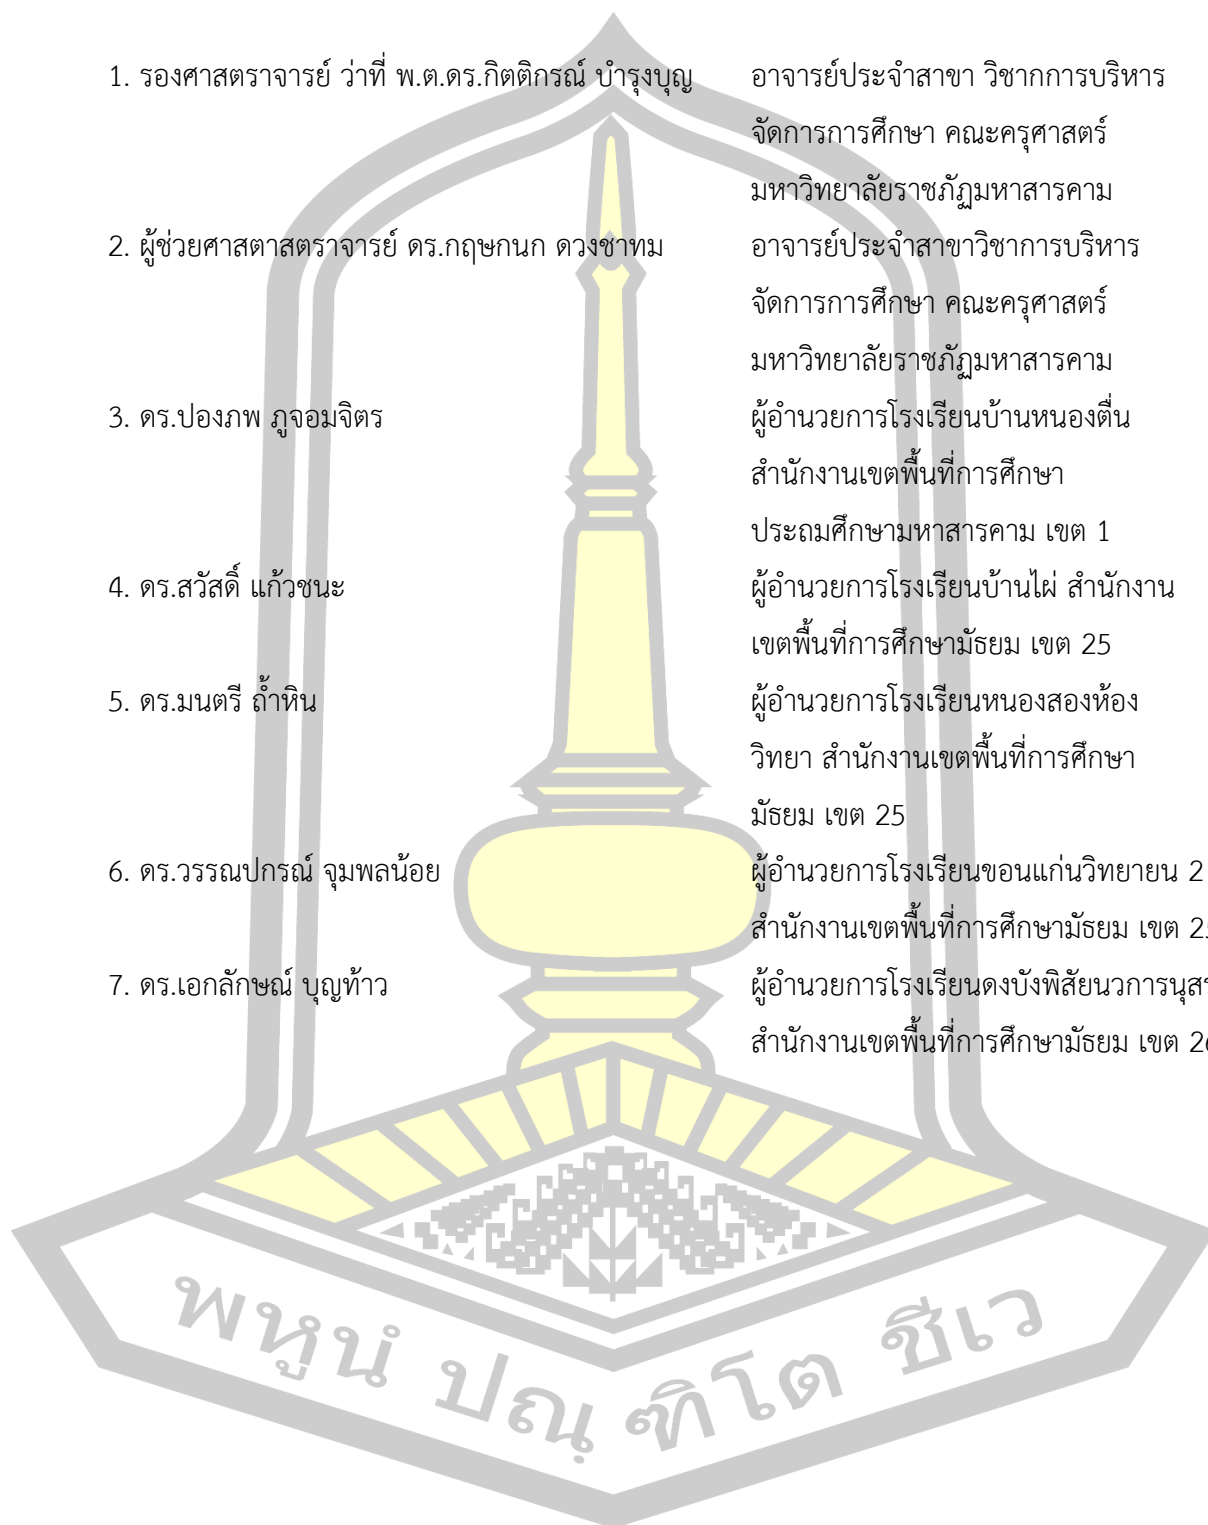 1. รองศาสตราจารย์ ว่าที่ พ.ต.ดร.กิตติกรณ์ บำรุงบุญ อาจารย์ประจำสาขา วิชากการบริหาร
จัดการการศึกษา คณะครุศาสตร์
มหาวิทยาลัยราชภัฏมหาสารคาม
2. ผู้ช่วยศาสตาสตราจารย์ ดร.กฤษกนก ดวงชาทม อาจารย์ประจำสาขาวิชาการบริหาร
จัดการการศึกษา คณะครุศาสตร์
มหาวิทยาลัยราชภัฏมหาสารคาม
3. ดร.ปองภพ ภูจอมจิตร ผู้อำนวยการโรงเรียนบ้านหนองตื่น
สำนักงานเขตพื้นที่การศึกษา
ประถมศึกษามหาสารคาม เขต 1
4. ดร.สวัสดิ์ แก้วชนะ ผู้อำนวยการโรงเรียนบ้านไผ่ สำนักงาน
เขตพื้นที่การศึกษามัธยม เขต 25
5. ดร.มนตรี ถ้ำหิน ผู้อำนวยการโรงเรียนหนองสองห้อง
วิทยา สำนักงานเขตพื้นที่การศึกษา
มัธยม เขต 25
6. ดร.วรรณปกรณ์ จุมพลน้อย ผู้อำนวยการโรงเรียนขอนแก่นวิทยายน 2
สำนักงานเขตพื้นที่การศึกษามัธยม เขต 2
7. ดร.เอกลักษณ์ บุญท้าว ผู้อำนวยการโรงเรียนดงบังพิสัยนวการนุส
สำนักงานเขตพื้นที่การศึกษามัธยม เขต 2
พหูนํ ปณฺ ฑิโต ชีเว